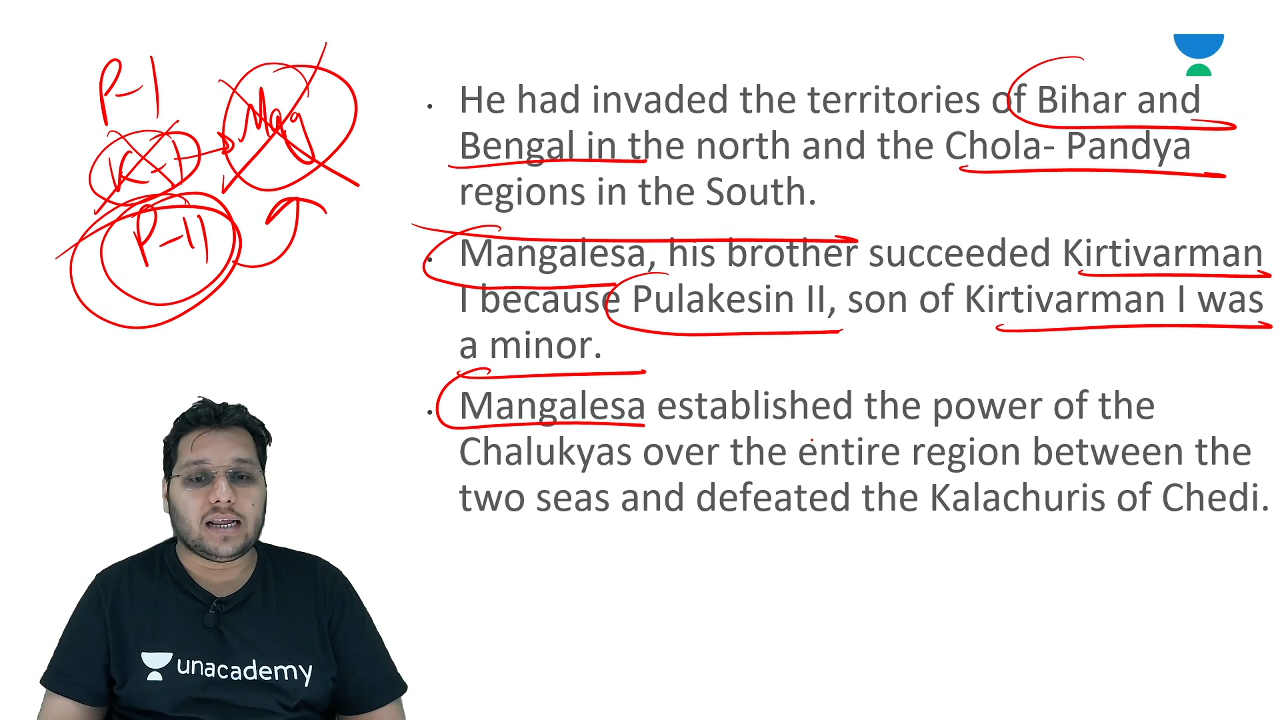 P-I
K-I
Mang
P-II
• He had invaded the territories of Bihar and
Bengal in the north and the Chola- Pandya
regions in the South.
• Mangalesa, his brother succeeded Kirtivarman
I because Pulakesin II, son of Kirtivarman I was
a minor.
• Mangalesa established the power of the
Chalukyas over the entire region between the
two seas and defeated the Kalachuris of Chedi.
unacademy